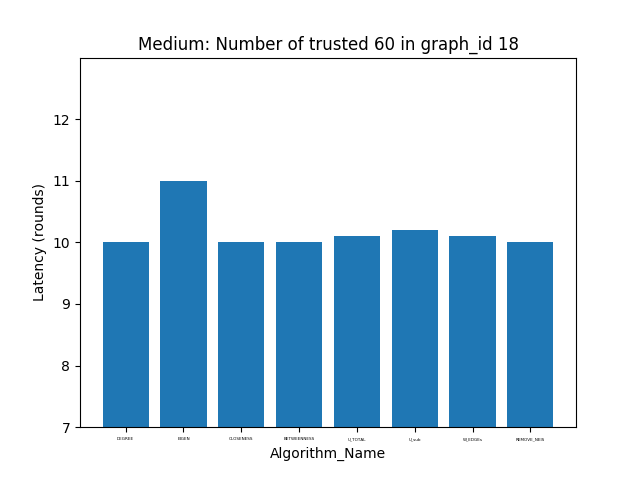 Medium: Number of trusted 60 in graph_id 18
Latency (rounds)
12
11
10
9
8
7
DEGREE EIGEN CLOSENESS BETWEENNESS U_TOTAL U_sub W_EDGEs REMOVE_NEIS
Algorithm_Name